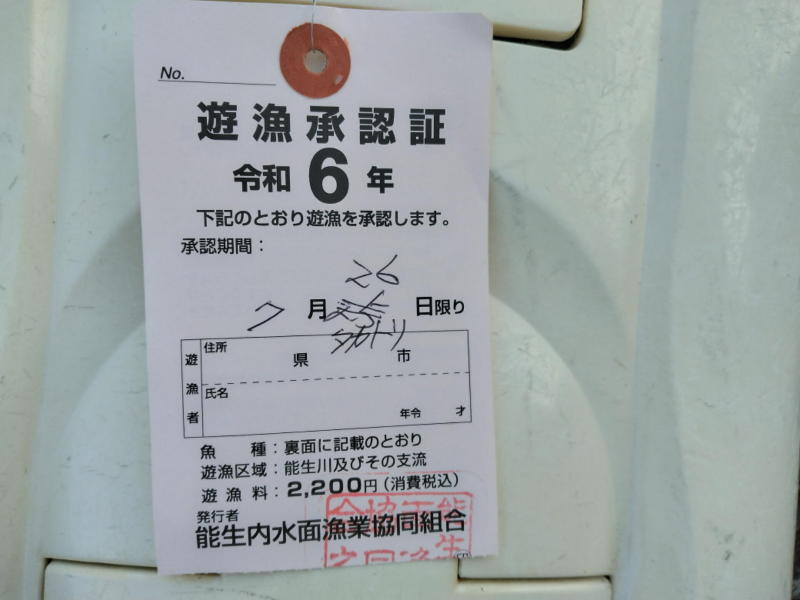 No.
遊漁承認証
令和6年
下記のとおり遊漁を承認します。
承認期間：
26
7月 日限り
タカトリ
遊漁者
住所
県 市
氏名
年令 才
魚種：裏面に記載のとおり
遊漁区域：能生川及びその支流
遊漁料：2,200円（消費税込）
発行者
能生内水面漁業協同組合